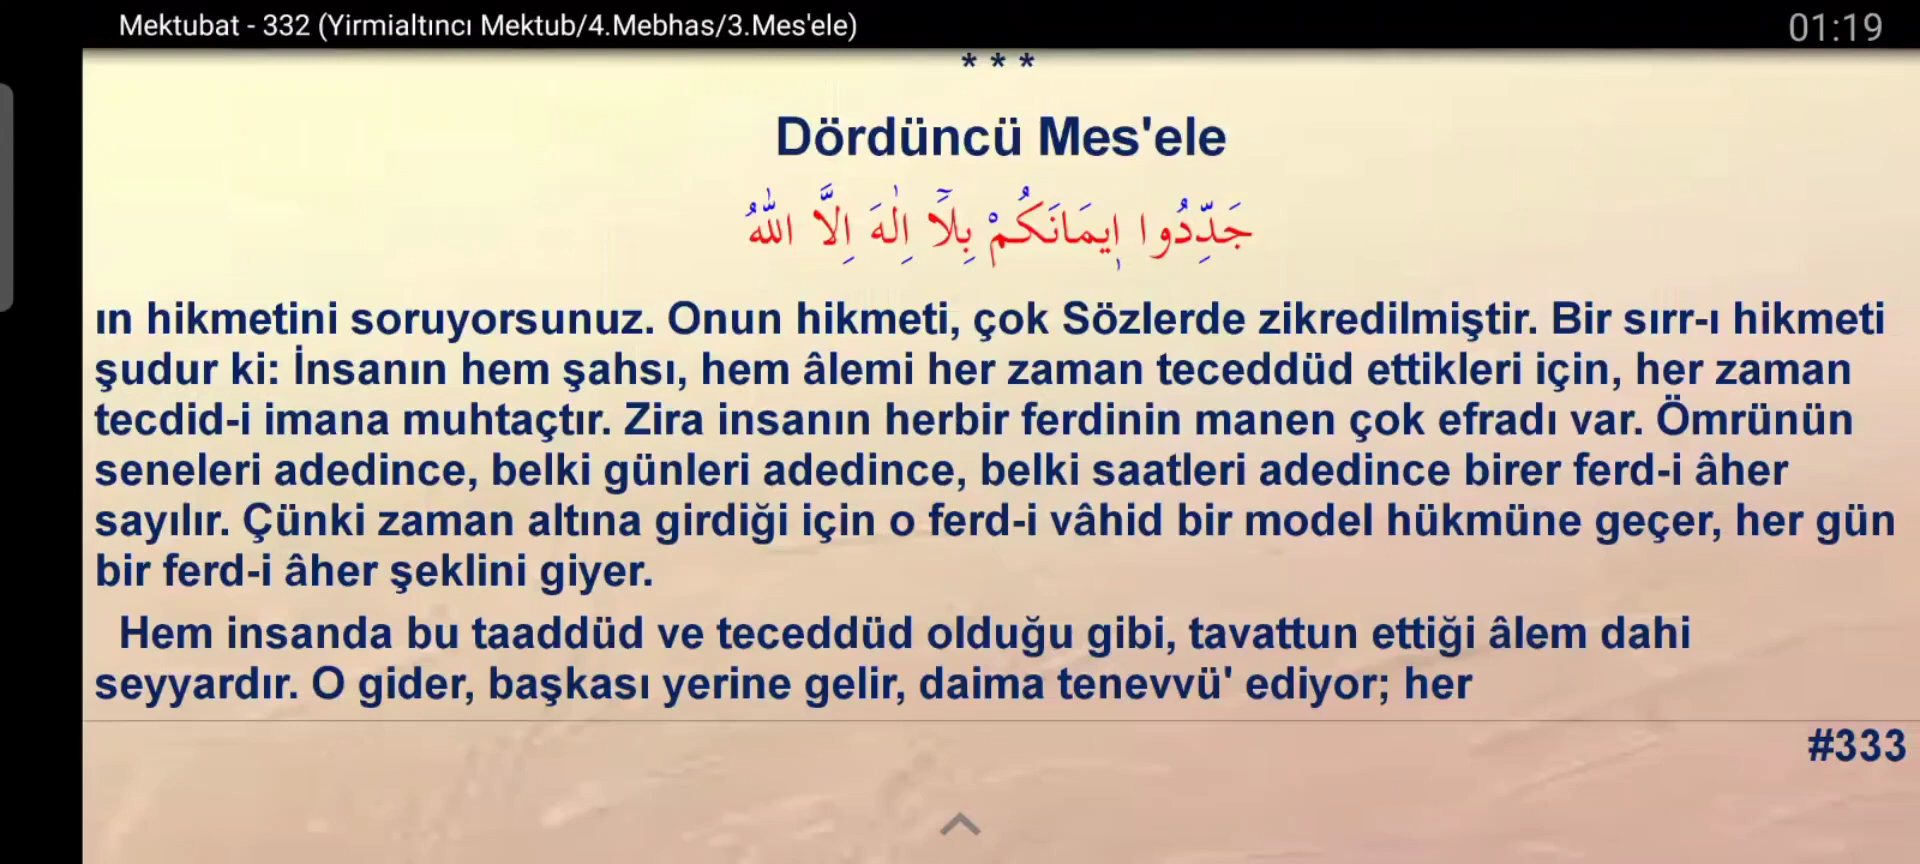 Mektubat - 332 (Yirmialtıncı Mektub/4.Mebhas/3.Mes'ele)
01:19
* * *
Dördüncü Mes'ele
جَدِّدُوا اِيمَانَكُمْ بِلَآ اِلٰهَ اِلَّا اللّٰهُ
ın hikmetini soruyorsunuz. Onun hikmeti, çok Sözlerde zikredilmiştir. Bir sırr-ı hikmeti
şudur ki: İnsanın hem şahsı, hem âlemi her zaman teceddüd ettikleri için, her zaman
tecdid-i imana muhtaçtır. Zira insanın herbir ferdinin manen çok efradı var. Ömrünün
seneleri adedince, belki günleri adedince, belki saatleri adedince birer ferd-i âher
sayılır. Çünki zaman altına girdiği için o ferd-i vâhid bir model hükmüne geçer, her gün
bir ferd-i âher şeklini giyer.
Hem insanda bu taaddüd ve teceddüd olduğu gibi, tavattun ettiği âlem dahi
seyyardır. O gider, başkası yerine gelir, daima tenevvü' ediyor; her
#333